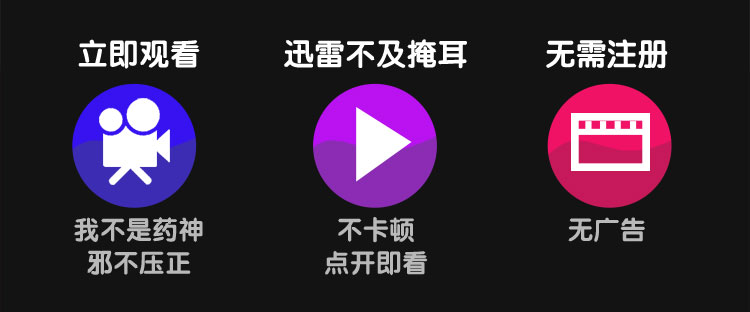 立即观看
迅雷不及掩耳
无需注册
我不是药神
邪不压正
不卡顿
点开即看
无广告